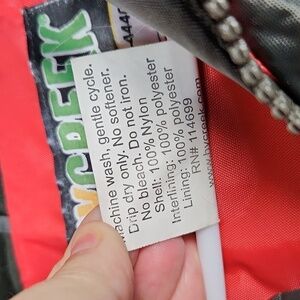 Machine wash, gentle cycle.
Drip dry only. No softener.
No bleach. Do not iron.
Shell: 100% Nylon
Interlining: 100% polyester
Lining: 100% polyester
RN# 114699